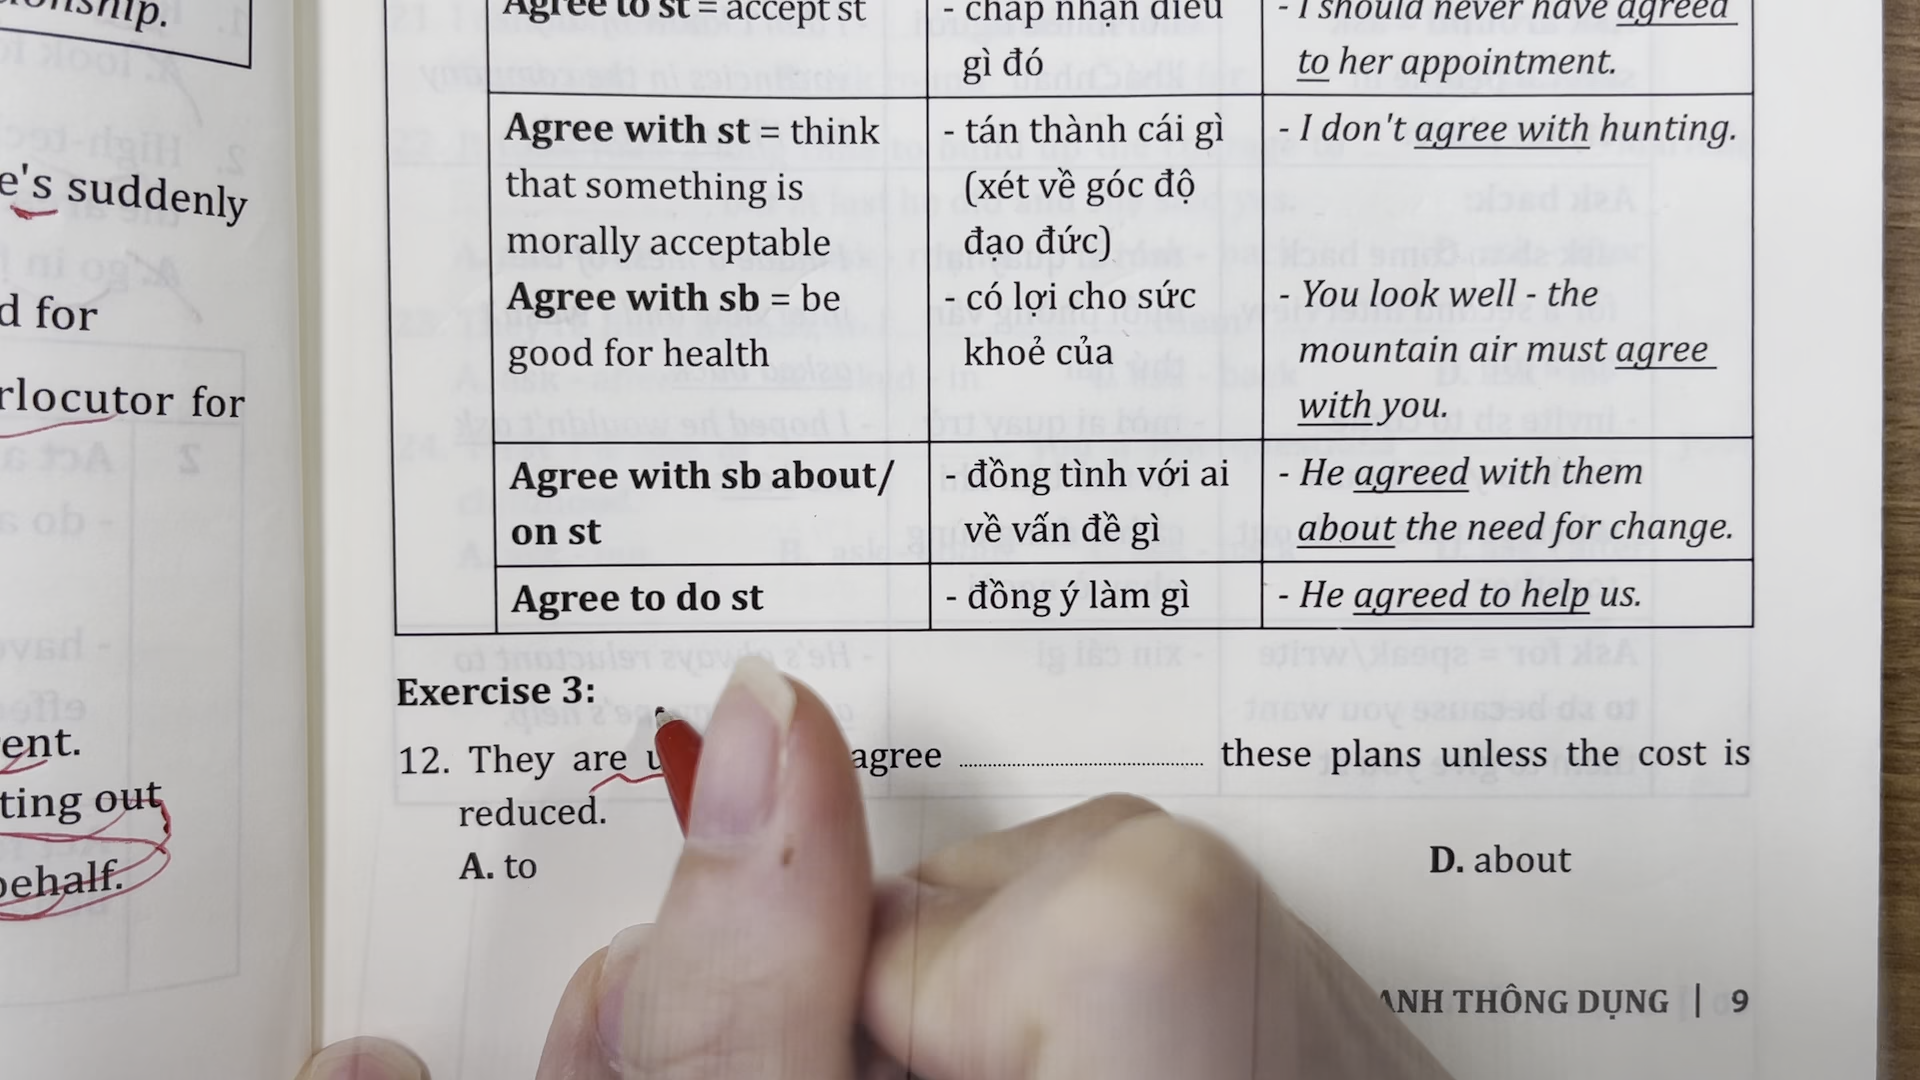 onship.
e's suddenly
d for
rlocutor for
ent.
ting out
behalf.
Agree to st = accept st
- chấp nhận điều
gì đó
- I should never have agreed
to her appointment.
Agree with st = think
that something is
morally acceptable
- tán thành cái gì
(xét về góc độ
đạo đức)
- I don't agree with hunting.
Agree with sb = be
good for health
- có lợi cho sức
khoẻ của
- You look well - the
mountain air must agree
with you.
Agree with sb about/
on st
- đồng tình với ai
về vấn đề gì
- He agreed with them
about the need for change.
Agree to do st
- đồng ý làm gì
- He agreed to help us.
Exercise 3:
12. They are u agree ........ these plans unless the cost is
reduced.
A. to D. about
ANH THÔNG DỤNG | 9